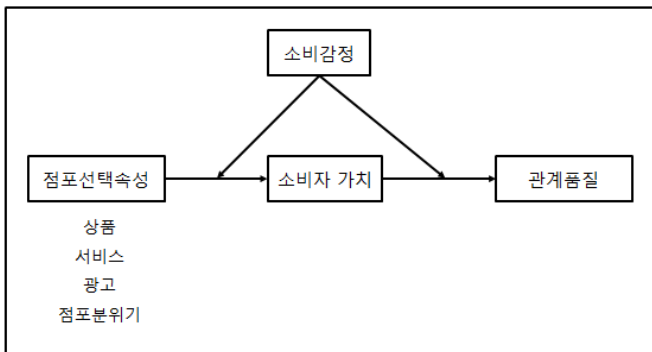 소비감정
점포선택속성
소비자 가치
관계품질
상품
서비스
광고
점포분위기